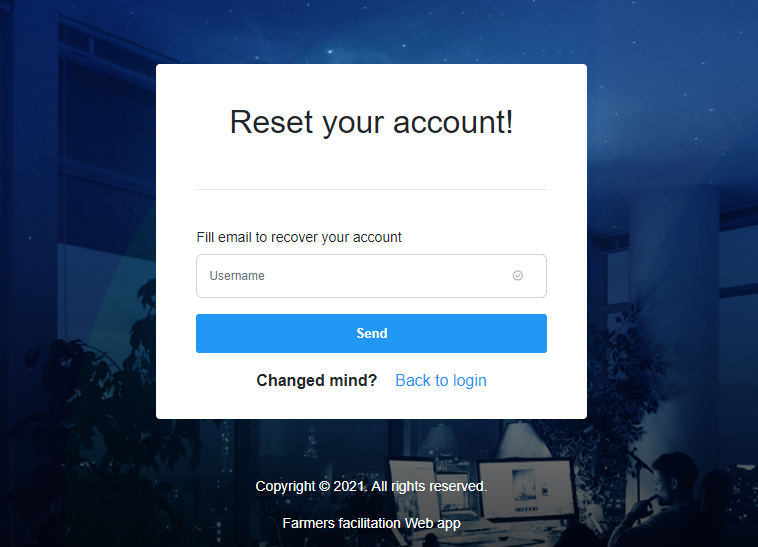 Reset your account!
Fill email to recover your account
Username
Send
Changed mind? Back to login
Copyright © 2021. All rights reserved.
Farmers facilitation Web app